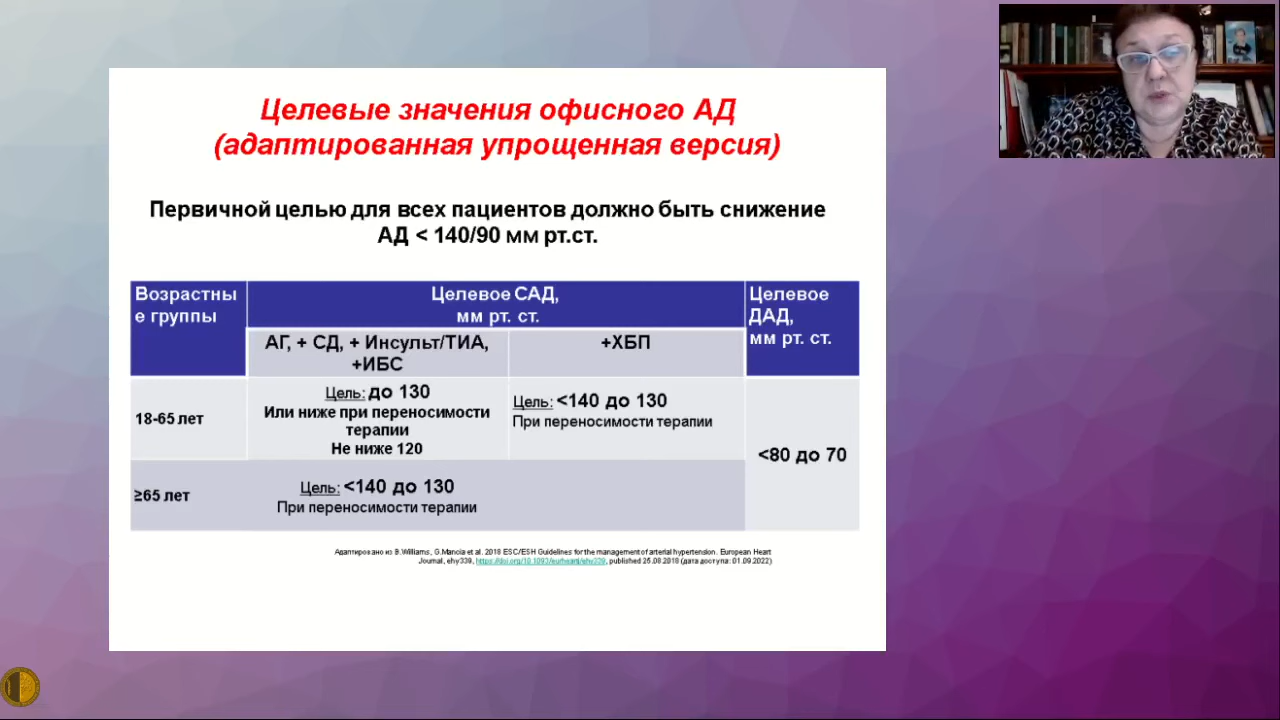 Целевые значения офисного АД
(адаптированная упрощенная версия)
Первичной целью для всех пациентов должно быть снижение
АД < 140/90 мм рт.ст.
Возрастны
е группы
Целевое САД,
мм рт. ст.
Целевое
ДАД,
мм рт. ст.
АГ, + СД, + Инсульт/ТИА,
+ИБС
+ХБП
18-65 лет
Цель: до 130
Или ниже при переносимости
терапии
Не ниже 120
Цель: <140 до 130
При переносимости терапии
<80 до 70
≥65 лет
Цель: <140 до 130
При переносимости терапии
Адаптировано из B.Williams, G.Mancia et al. 2018 ESC/ESH Guidelines for the management of arterial hypertension. European Heart
Journal, ehy339, https://doi.org/10.1093/eurheartj/ehy339, published 25.08.2018 (дата доступа: 01.09.2022)